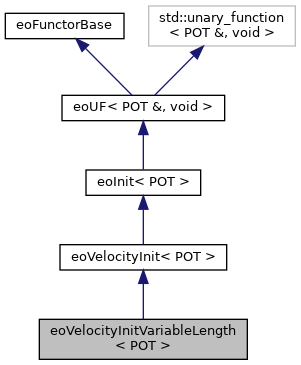 eoFunctorBase
std::unary_function
< POT &, void >
eoUF< POT &, void >
eoInit< POT >
eoVelocityInit< POT >
eoVelocityInitVariableLength
< POT >